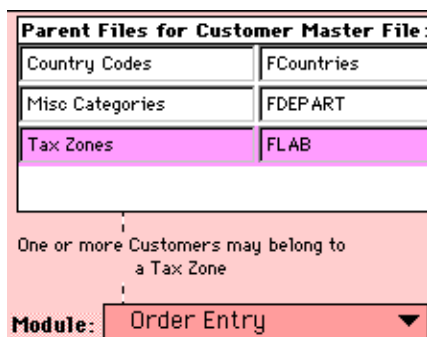 Parent Files for Customer Master File:
Country Codes FCountries
Misc Categories FDEPART
Tax Zones FLAB
One or more Customers may belong to
a Tax Zone
Module: Order Entry